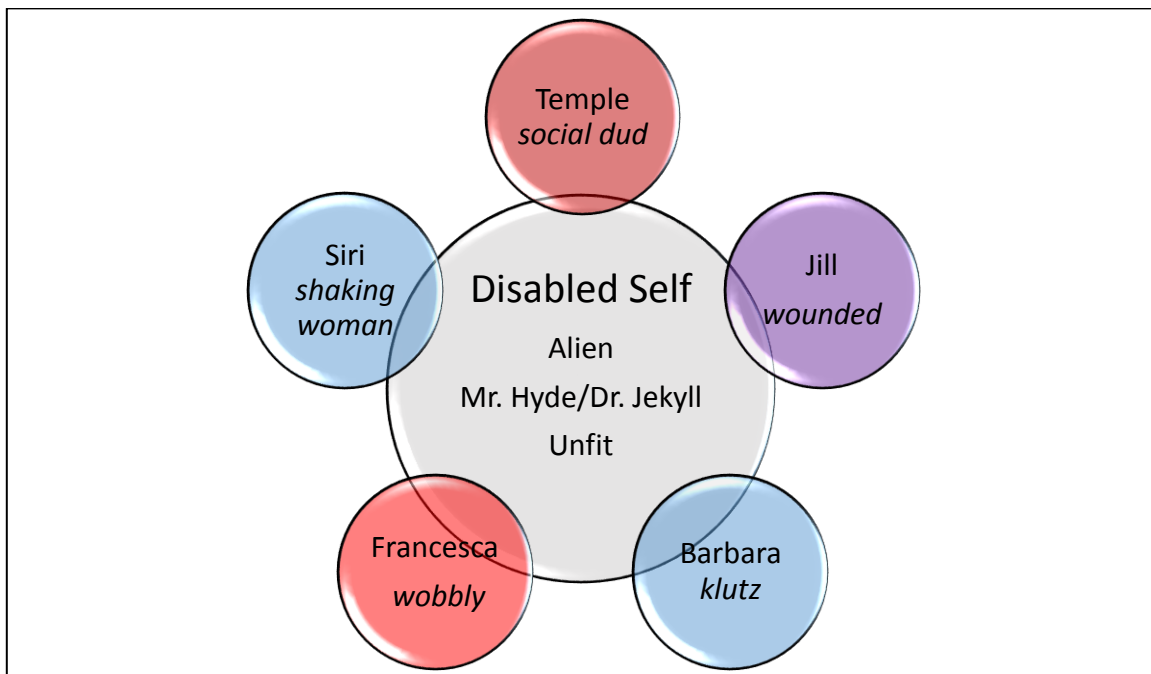 Temple
social dud
Siri
shaking
woman
Jill
wounded
Disabled Self
Alien
Mr. Hyde/Dr. Jekyll
Unfit
Francesca
wobbly
Barbara
klutz